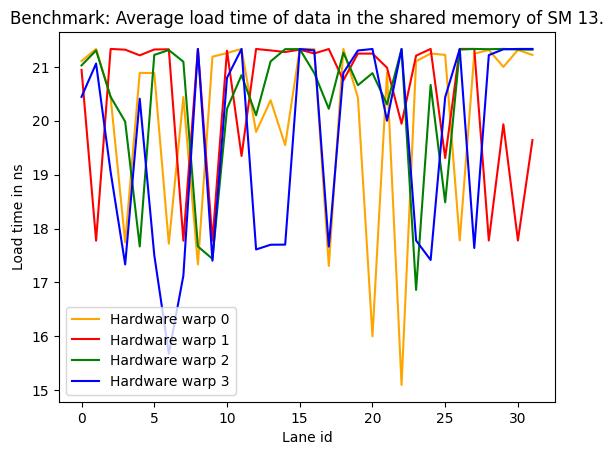 Benchmark: Average load time of data in the shared memory of SM 13.
Load time in ns
21
20
19
18
17
16
15
Hardware warp 0
Hardware warp 1
Hardware warp 2
Hardware warp 3
0 5 10 15 20 25 30
Lane id